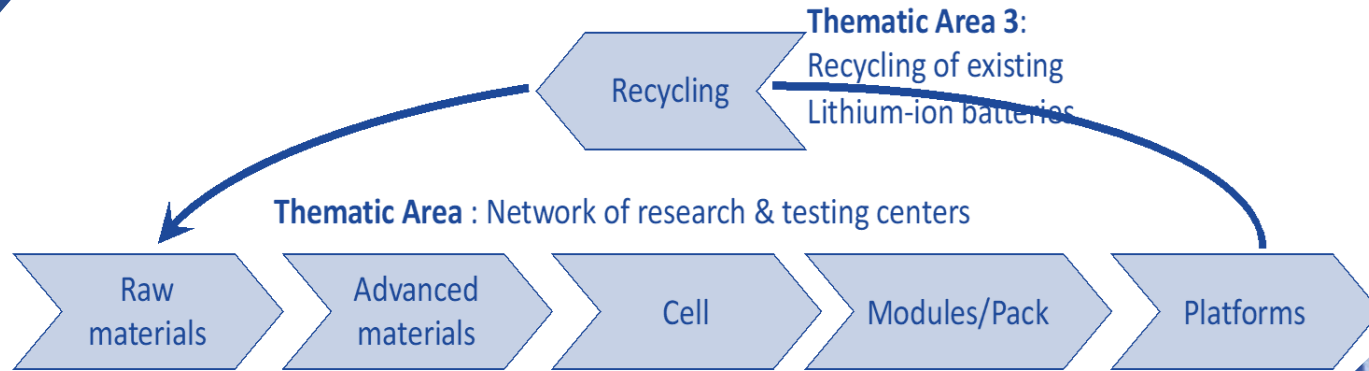 Thematic Area 3:
Recycling of existing
Lithium-ion batteries
Recycling
Thematic Area : Network of research & testing centers
Raw
materials
Advanced
materials
Cell
Modules/Pack
Platforms